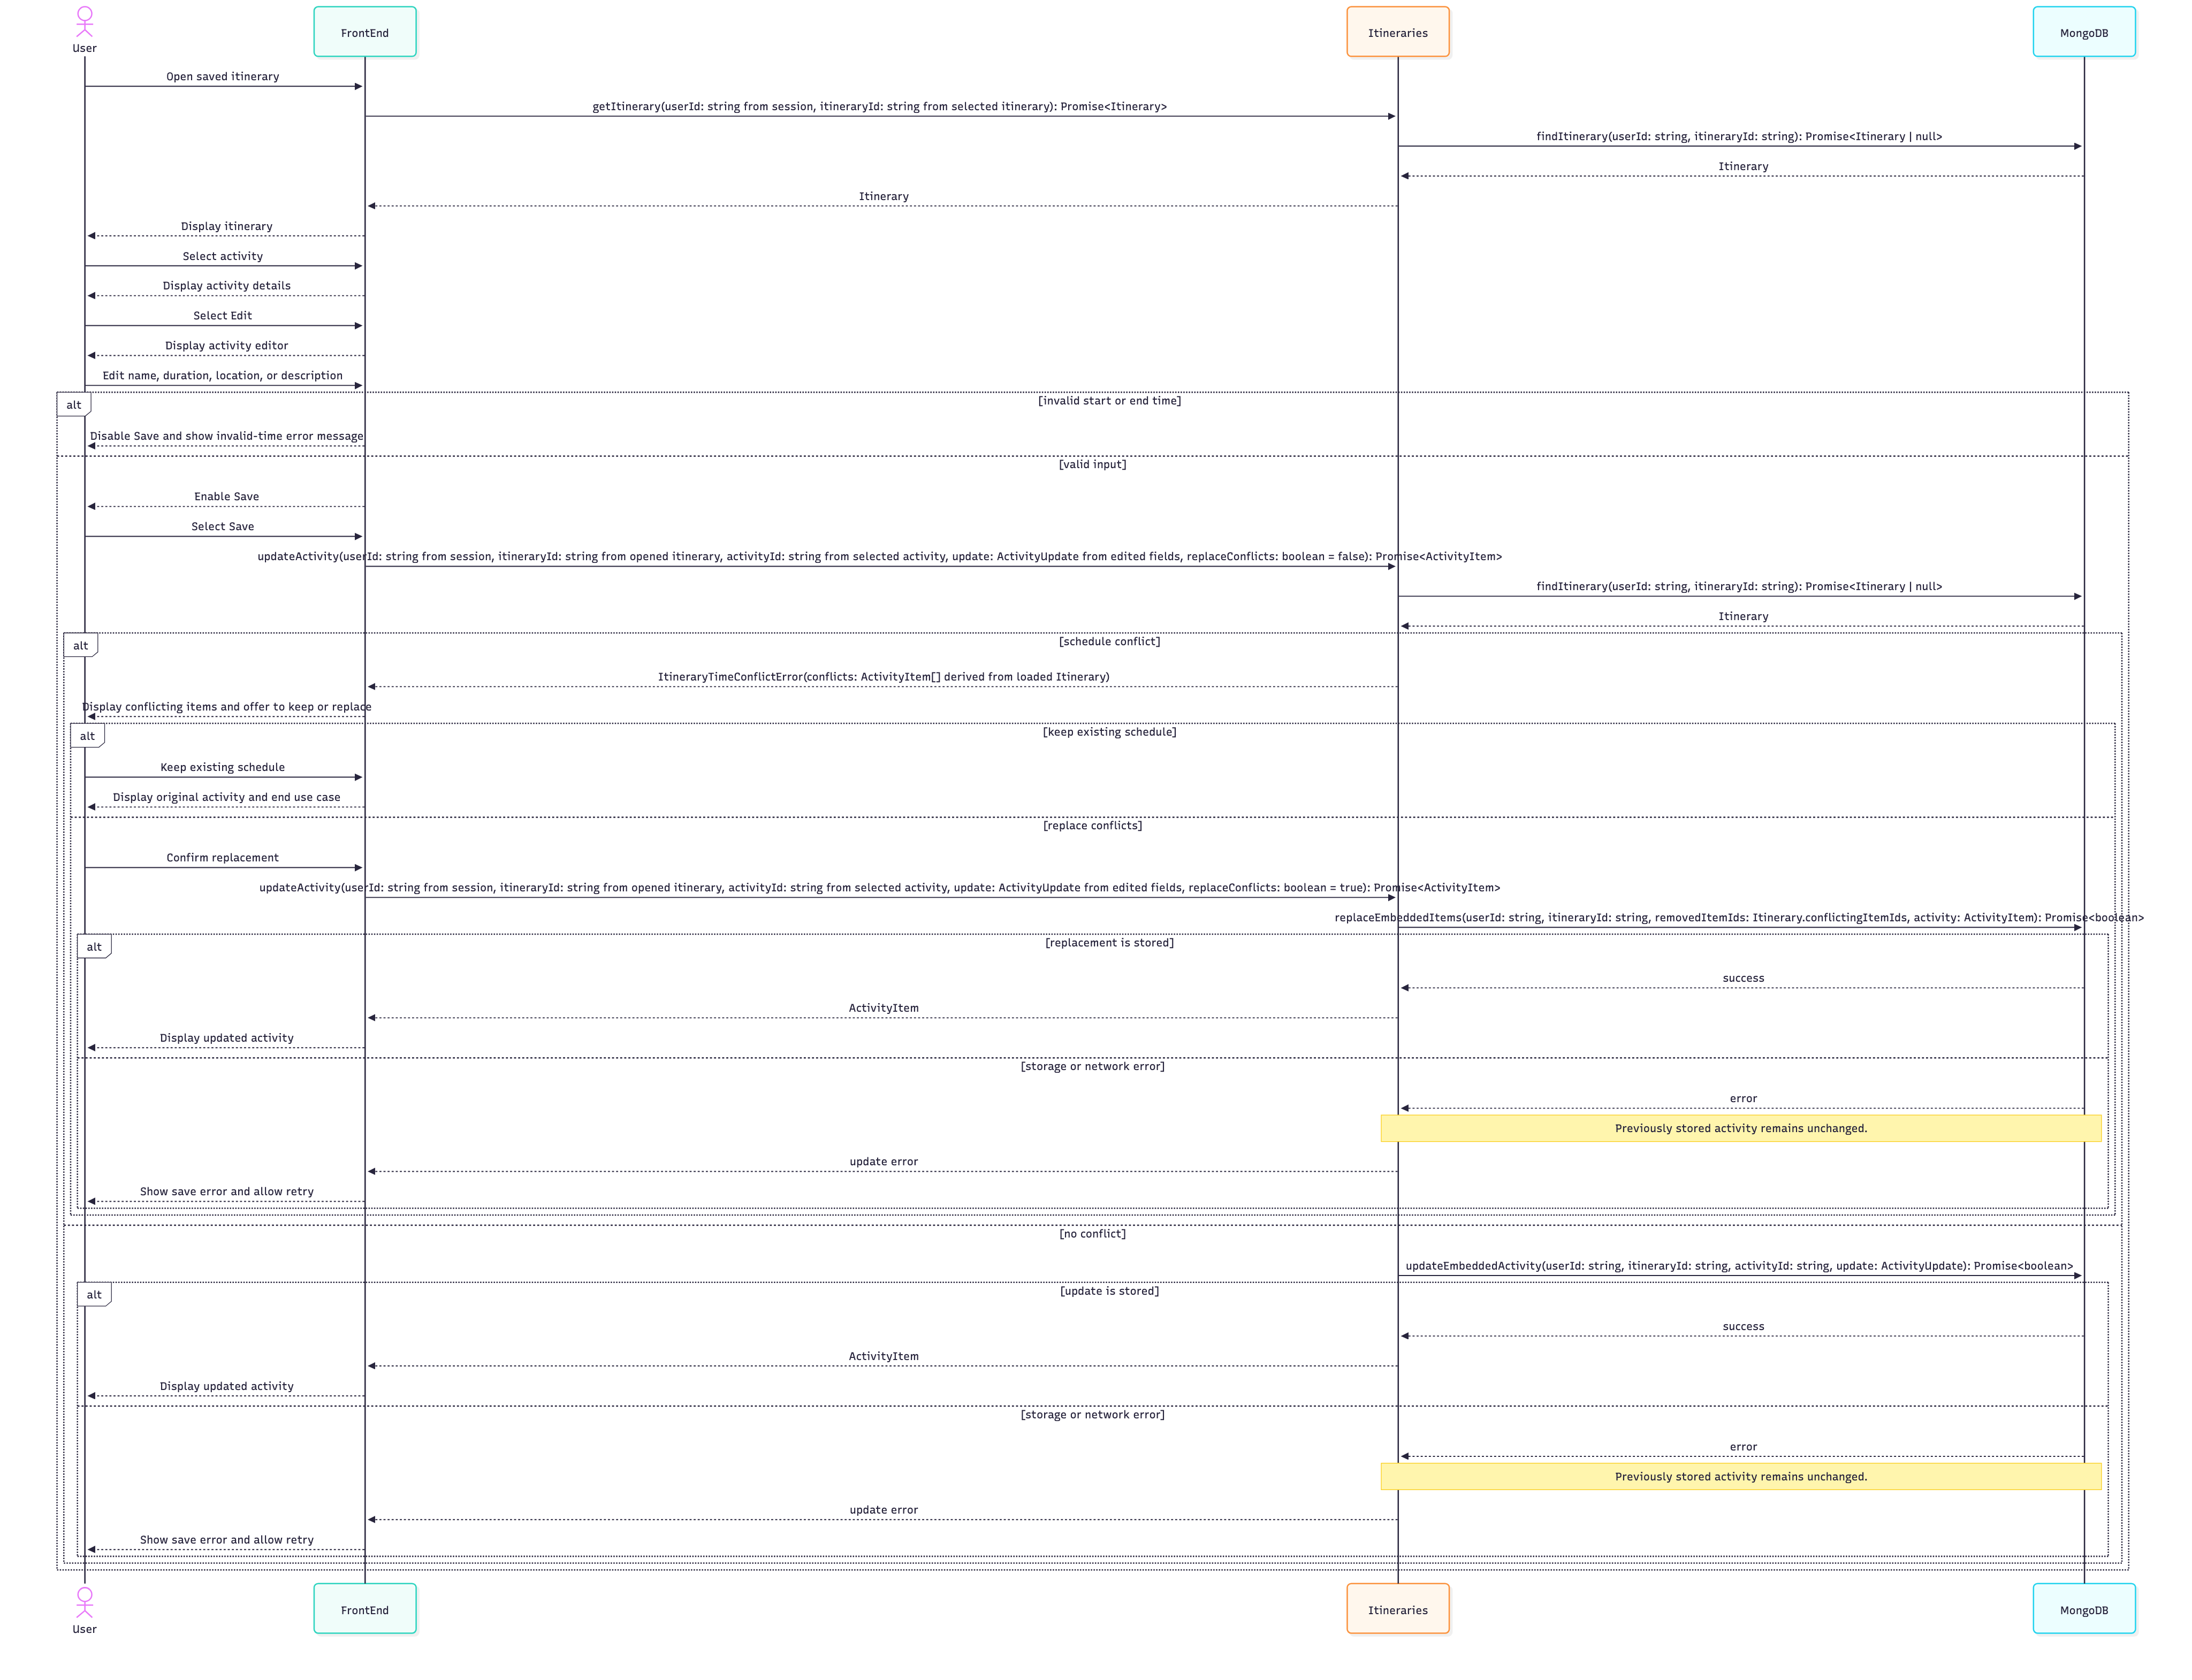 User
FrontEnd
Itineraries
MongoDB
Open saved itinerary
getItinerary(userId: string from session, itineraryId: string from selected itinerary): Promise<Itinerary>
findItinerary(userId: string, itineraryId: string): Promise<Itinerary | null>
Itinerary
Itinerary
Display itinerary
Select activity
Display activity details
Select Edit
Display activity editor
Edit name, duration, location, or description
alt
[invalid start or end time]
Disable Save and show invalid-time error message
[valid input]
Enable Save
Select Save
updateActivity(userId: string from session, itineraryId: string from opened itinerary, activityId: string from selected activity, update: ActivityUpdate from edited fields, replaceConflicts: boolean = false): Promise<ActivityItem>
findItinerary(userId: string, itineraryId: string): Promise<Itinerary | null>
Itinerary
alt
[schedule conflict]
ItineraryTimeConflictError(conflicts: ActivityItem[] derived from loaded Itinerary)
Display conflicting items and offer to keep or replace
alt
[keep existing schedule]
Keep existing schedule
Display original activity and end use case
[replace conflicts]
Confirm replacement
updateActivity(userId: string from session, itineraryId: string from opened itinerary, activityId: string from selected activity, update: ActivityUpdate from edited fields, replaceConflicts: boolean = true): Promise<ActivityItem>
replaceEmbeddedItems(userId: string, itineraryId: string, removedItemIds: Itinerary.conflictingItemIds, activity: ActivityItem): Promise<boolean>
alt
[replacement is stored]
success
ActivityItem
Display updated activity
[storage or network error]
error
Previously stored activity remains unchanged.
update error
Show save error and allow retry
[no conflict]
updateEmbeddedActivity(userId: string, itineraryId: string, activityId: string, update: ActivityUpdate): Promise<boolean>
alt
[update is stored]
success
ActivityItem
Display updated activity
[storage or network error]
error
Previously stored activity remains unchanged.
update error
Show save error and allow retry
User
FrontEnd
Itineraries
MongoDB